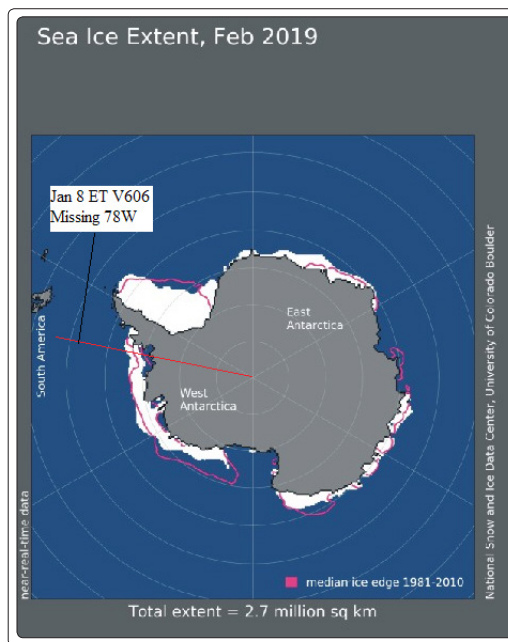 Sea Ice Extent, Feb 2019
Jan 8 ET V606
Missing 78W
South America
East
Antarctica
West
Antarctica
near-real-time data
National Snow and Ice Data Center, University of Colorado Boulder
median ice edge 1981-2010
Total extent = 2.7 million sq km